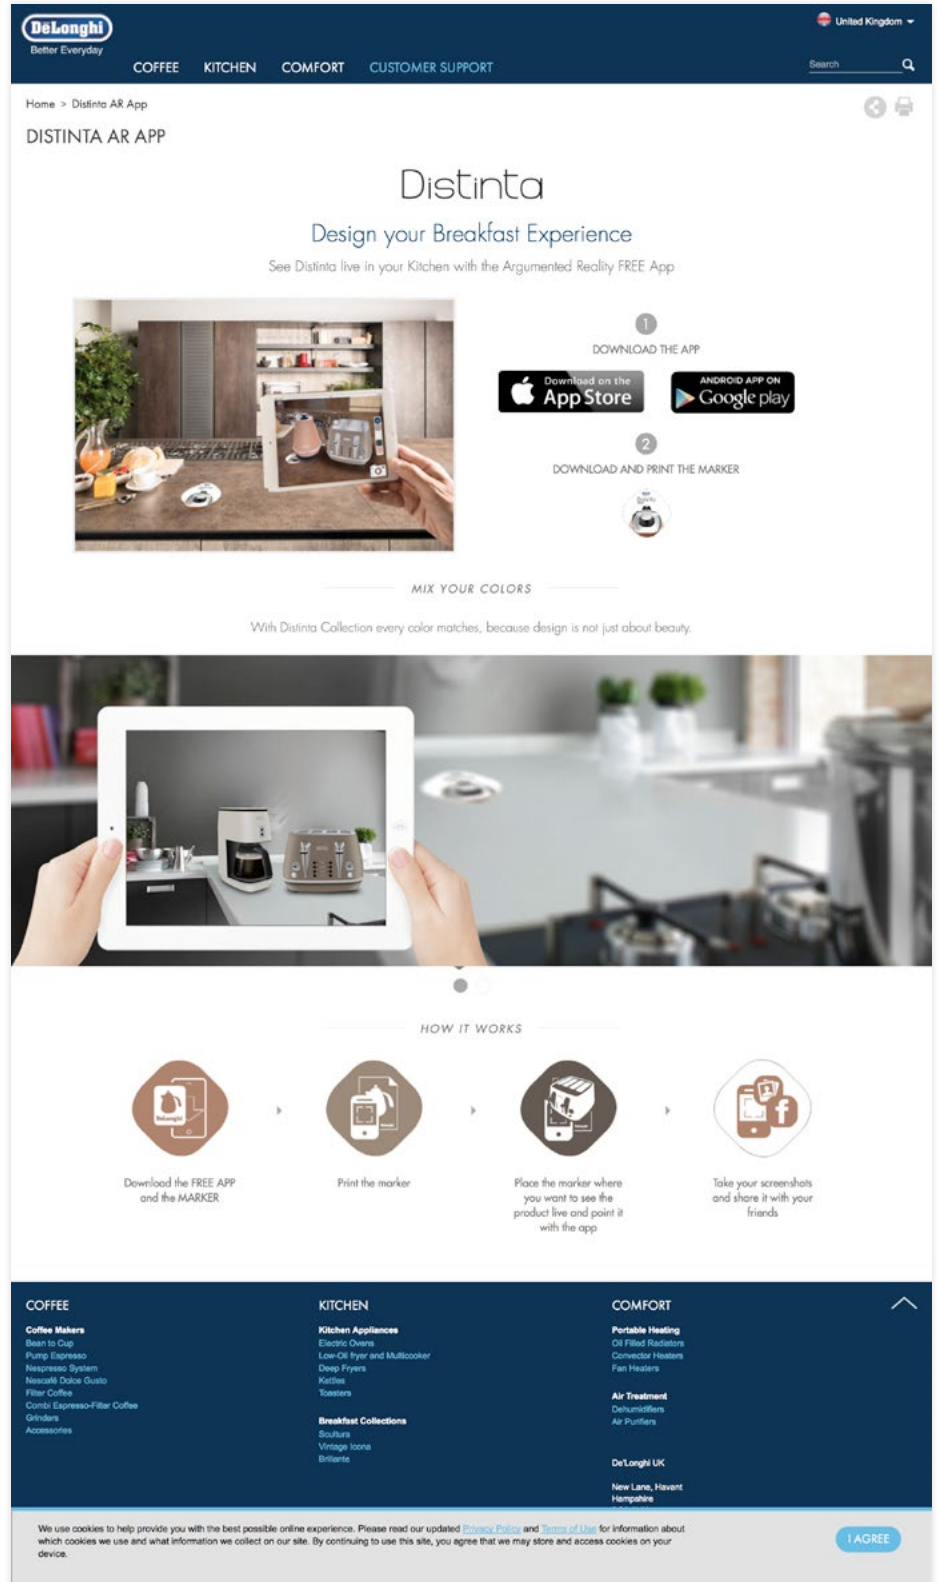 DeLonghi
Better Everyday
United Kingdom
COFFEE KITCHEN COMFORT CUSTOMER SUPPORT
Search
Home > Distinta AR App
DISTINTA AR APP
Distinta
Design your Breakfast Experience
See Distinta live in your Kitchen with the Argumented Reality FREE App
1
DOWNLOAD THE APP
Download on the
App Store
ANDROID APP ON
Google play
2
DOWNLOAD AND PRINT THE MARKER
MIX YOUR COLORS
With Distinta Collection every color matches, because design is not just about beauty.
HOW IT WORKS
DeLonghi
Download the FREE APP
and the MARKER
Print the marker
Place the marker where
you want to see the
product live and point it
with the app
Take your screenshots
and share it with your
friends
COFFEE
Coffee Makers
Bean to Cup
Pump Espresso
Nespresso System
Nescafé Dolce Gusto
Filter Coffee
Combi Espresso-Filter Coffee
Grinders
Accessories
KITCHEN
Kitchen Appliances
Electric Ovens
Low-Oil fryer and Multicooker
Deep Fryers
Kettles
Toasters
Breakfast Collections
Scultura
Vintage Icona
Brillante
COMFORT
Portable Heating
Oil Filled Radiators
Convector Heaters
Fan Heaters
Air Treatment
Dehumidifiers
Air Purifiers
De'Longhi UK
New Lane, Havant
Hampshire
We use cookies to help provide you with the best possible online experience. Please read our updated Privacy Policy and Terms of Use for information about
which cookies we use and what information we collect on our site. By continuing to use this site, you agree that we may store and access cookies on your
device.
I AGREE